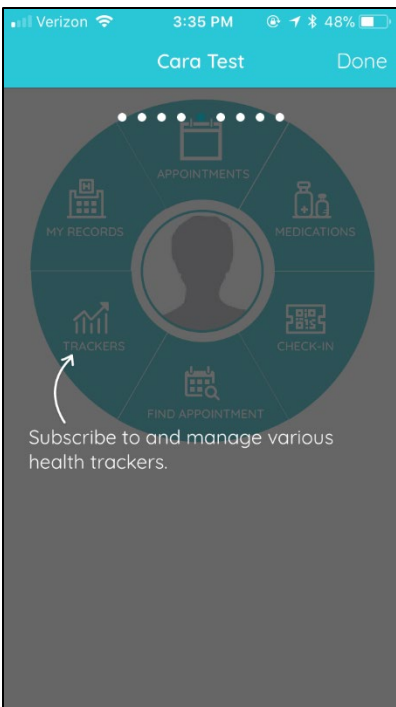 Verizon 3:35 PM 48%
Cara Test Done
APPOINTMENTS
MY RECORDS MEDICATIONS
TRACKERS CHECK-IN
FIND APPOINTMENT
Subscribe to and manage various
health trackers.